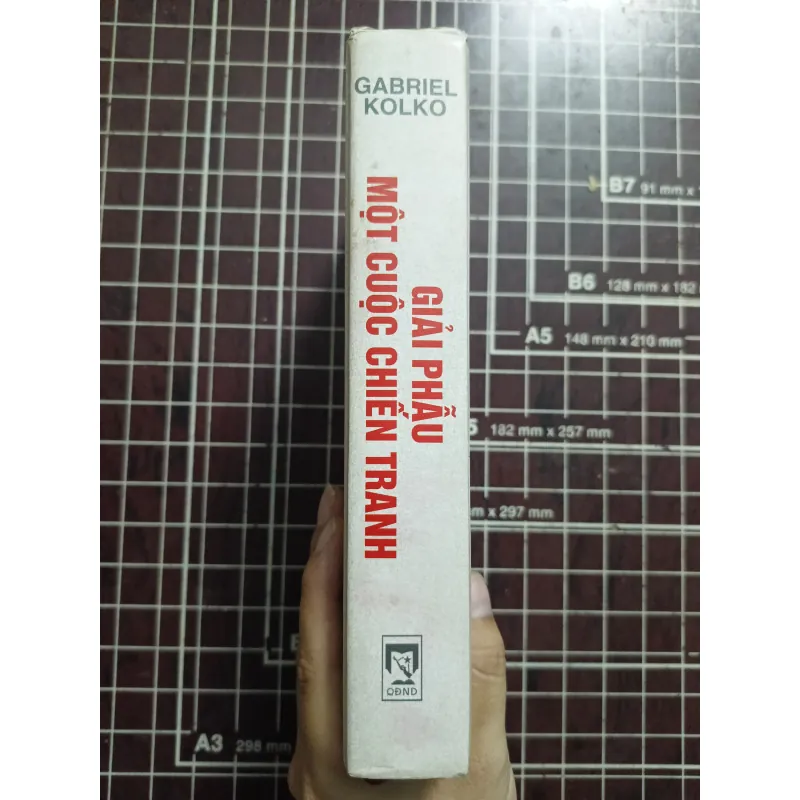 GABRIEL
KOLKO
GIẢI PHẪU
MỘT CUỘC CHIẾN TRANH
QĐND
B7 91 mm x
B6 128 mm x 182
A5 148 mm x 210 mm
5 182 mm x 257 mm
m x 297 mm
A3 298 mm